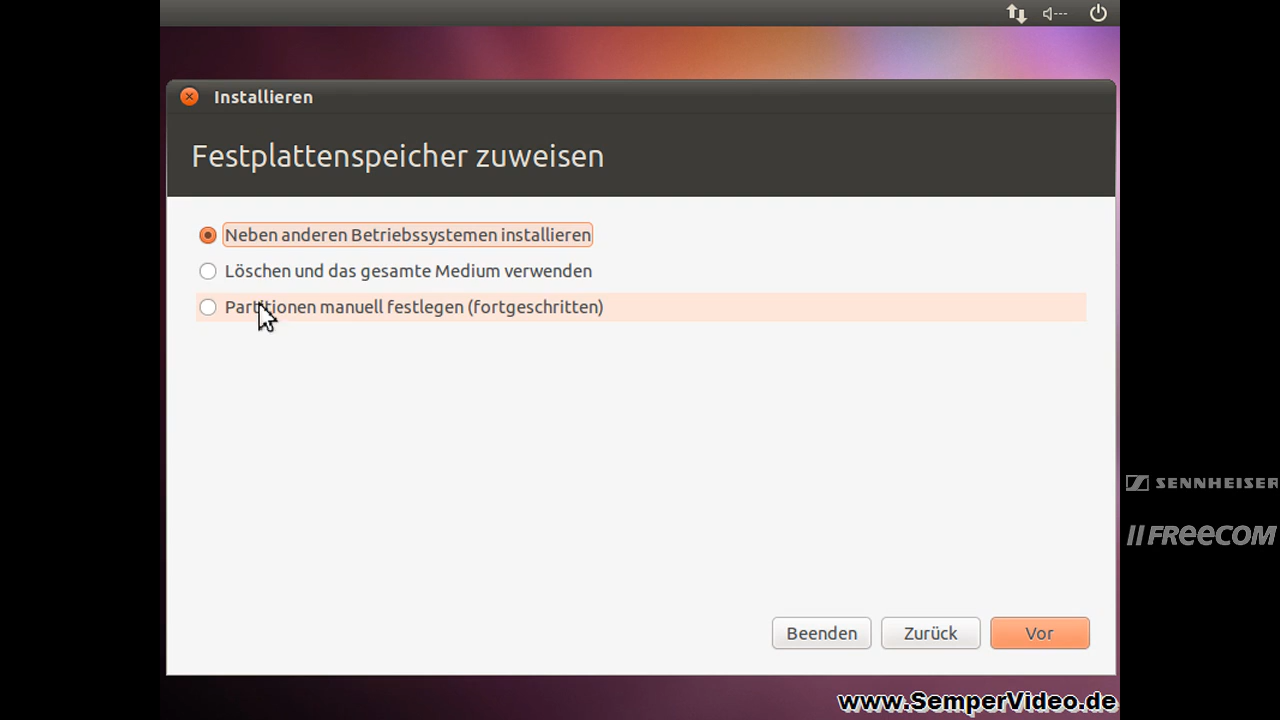 Installieren
Festplattenspeicher zuweisen
Neben anderen Betriebssystemen installieren
Löschen und das gesamte Medium verwenden
Partitionen manuell festlegen (fortgeschritten)
SENNHEISER
FREECOM
Beenden
Zurück
Vor
www.SemperVideo.de